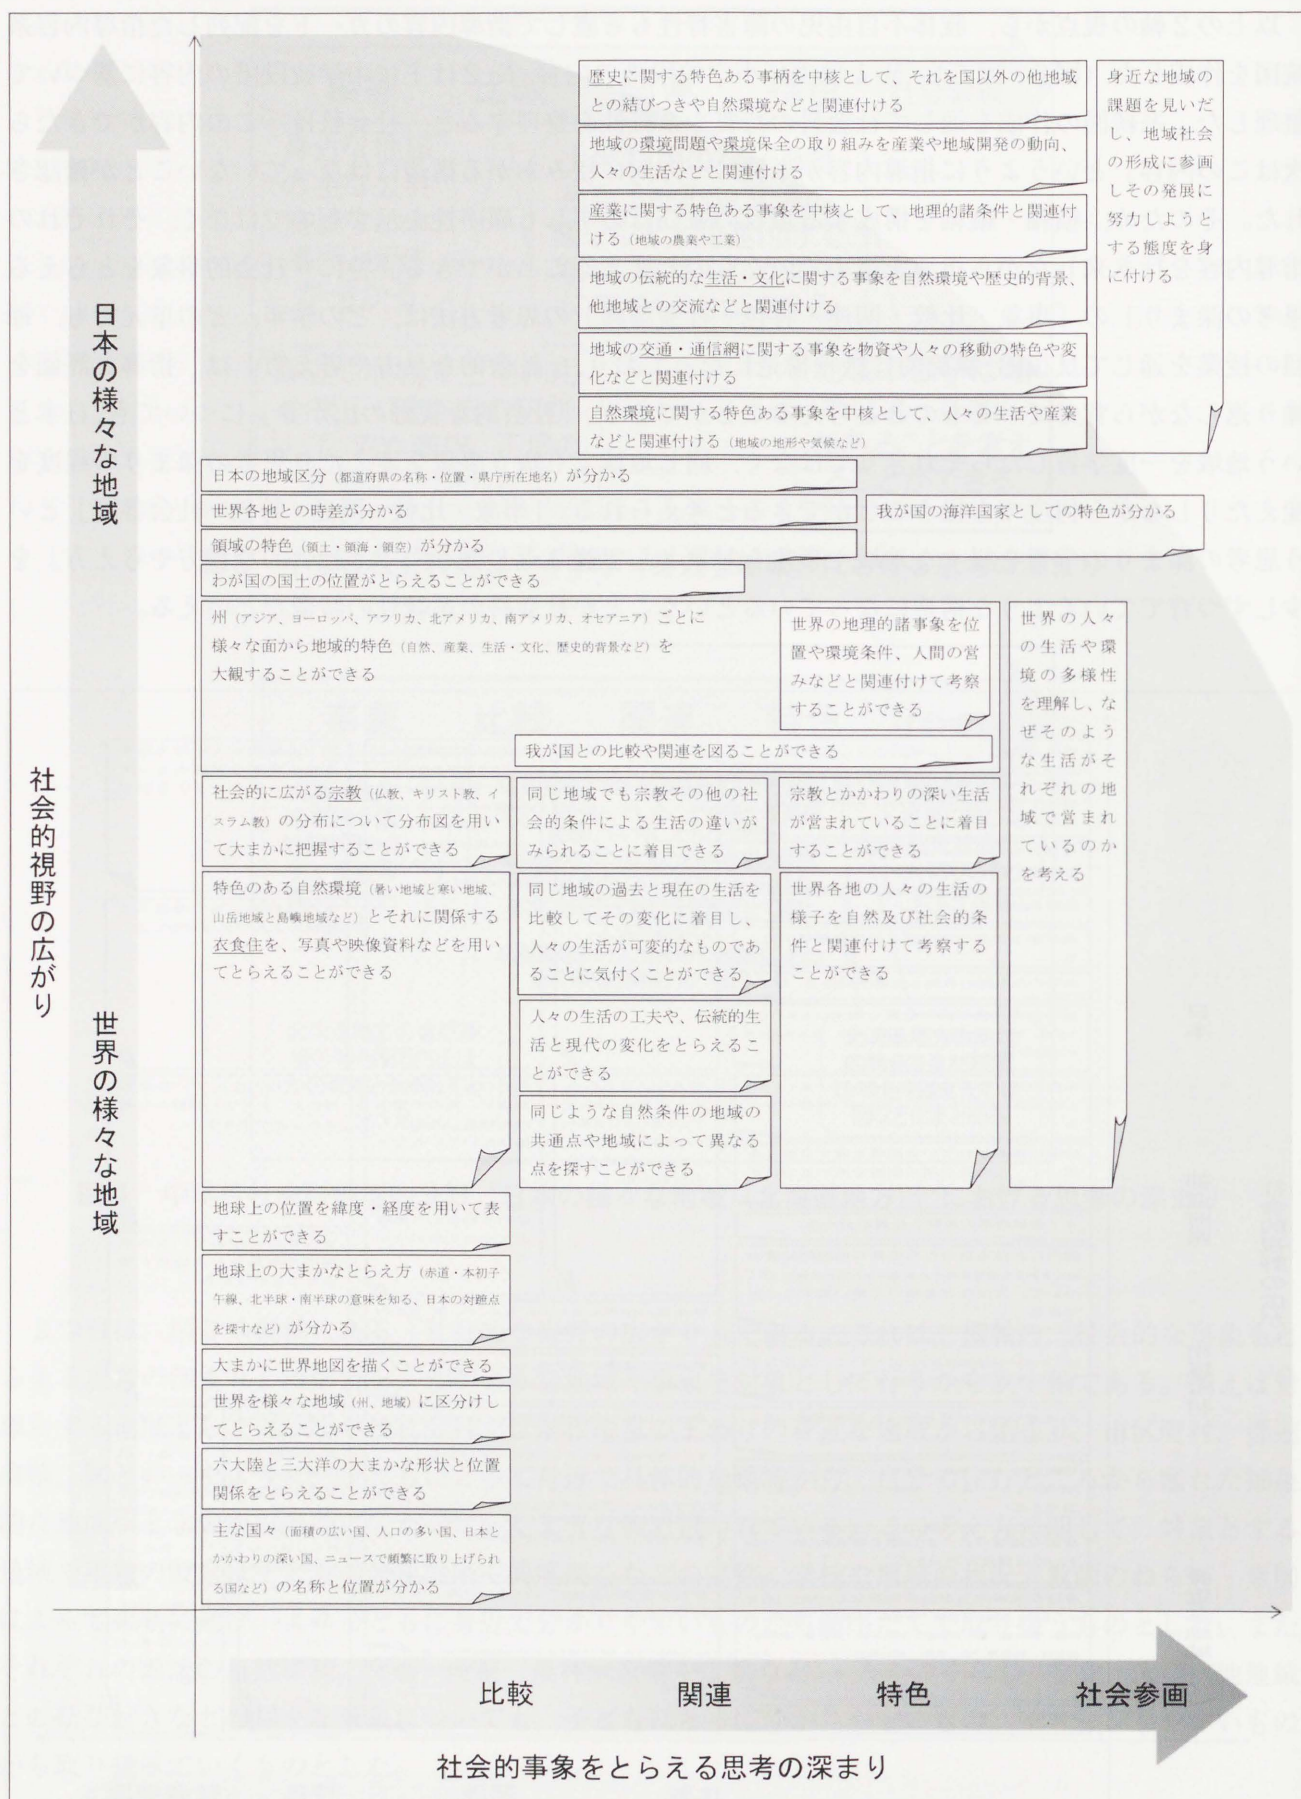 歴史に関する特色ある事柄を中核として、それを国以外の他地域
との結びつきや自然環境などと関連付ける
地域の環境問題や環境保全の取り組みを産業や地域開発の動向、
人々の生活などと関連付ける
産業に関する特色ある事象を中核として、地理的諸条件と関連付
ける（地域の農業や工業）
地域の伝統的な生活・文化に関する事象を自然環境や歴史的背景、
他地域との交流などと関連付ける
地域の交通・通信網に関する事象を物資や人々の移動の特色や変
化などと関連付ける
自然環境に関する特色ある事象を中核として、人々の生活や産業
などと関連付ける（地域の地形や気候など）
身近な地域の
課題を見いだ
し、地域社会
の形成に参画
しその発展に
努力しようと
する態度を身
に付ける
日本の地域区分（都道府県の名称・位置・県庁所在地名）が分かる
世界各地との時差が分かる
領域の特色（領土・領海・領空）が分かる
わが国の国土の位置がとらえることができる
我が国の海洋国家としての特色が分かる
州（アジア、ヨーロッパ、アフリカ、北アメリカ、南アメリカ、オセアニア）ごとに
様々な面から地域的特色（自然、産業、生活・文化、歴史的背景など）を
大観することができる
世界の地理的諸事象を位
置や環境条件、人間の営
みなどと関連付けて考察
することができる
我が国との比較や関連を図ることができる
世界の人々
の生活や環
境の多様性
を理解し、な
ぜそのよう
な生活がそ
れぞれの地
域で営まれ
ているのか
を考える
社会的に広がる宗教（仏教、キリスト教、イ
スラム教）の分布について分布図を用い
て大まかに把握することができる
同じ地域でも宗教その他の社
会的条件による生活の違いが
みられることに着目できる
宗教とかかわりの深い生活
が営まれていることに着目
することができる
特色のある自然環境（暑い地域と寒い地域、
山岳地域と島嶼地域など）とそれに関係する
衣食住を、写真や映像資料などを用い
てとらえることができる
同じ地域の過去と現在の生活を
比較してその変化に着目し、
人々の生活が可変的なものであ
ることに気付くことができる
世界各地の人々の生活の
様子を自然及び社会的条
件と関連付けて考察する
ことができる
人々の生活の工夫や、伝統的生
活と現代の変化をとらえるこ
とができる
同じような自然条件の地域の
共通点や地域によって異なる
点を探すことができる
地球上の位置を緯度・経度を用いて表
すことができる
地球上の大まかなとらえ方（赤道・本初子
午線、北半球・南半球の意味を知る、日本の対蹠点
を探すなど）が分かる
大まかに世界地図を描くことができる
世界を様々な地域（州、地域）に区分けし
てとらえることができる
六大陸と三大洋の大まかな形状と位置
関係をとらえることができる
主な国々（面積の広い国、人口の多い国、日本と
かかわりの深い国、ニュースで頻繁に取り上げられ
る国など）の名称と位置が分かる
日本の様々な地域
世界の様々な地域
社会的視野の広がり
比較
関連
特色
社会参画
社会的事象をとらえる思考の深まり